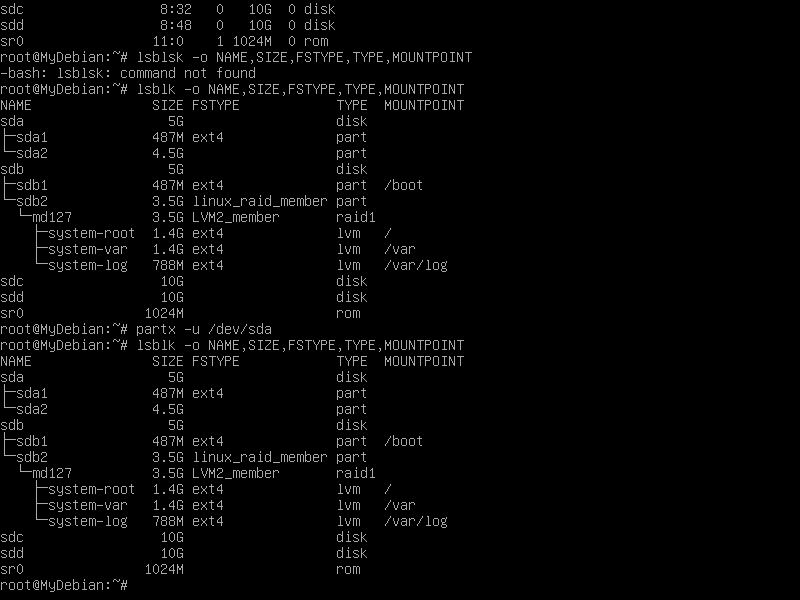 sdc                 8:32   0   10G  0 disk
sdd                 8:48   0   10G  0 disk
sr0                11:0    1 1024M  0 rom
root@MyDebian:~# lsblsk -o NAME,SIZE,FSTYPE,TYPE,MOUNTPOINT
-bash: lsblsk: command not found
root@MyDebian:~# lsblk -o NAME,SIZE,FSTYPE,TYPE,MOUNTPOINT
NAME               SIZE FSTYPE            TYPE  MOUNTPOINT
sda                  5G                   disk
├─sda1             487M ext4              part
└─sda2             4.5G                   part
sdb                  5G                   disk
├─sdb1             487M ext4              part  /boot
└─sdb2             3.5G linux_raid_member part
  └─md127          3.5G LVM2_member       raid1
    ├─system-root  1.4G ext4              lvm   /
    ├─system-var   1.4G ext4              lvm   /var
    └─system-log   788M ext4              lvm   /var/log
sdc                 10G                   disk
sdd                 10G                   disk
sr0               1024M                   rom
root@MyDebian:~# partx -u /dev/sda
root@MyDebian:~# lsblk -o NAME,SIZE,FSTYPE,TYPE,MOUNTPOINT
NAME               SIZE FSTYPE            TYPE  MOUNTPOINT
sda                  5G                   disk
├─sda1             487M ext4              part
└─sda2             4.5G                   part
sdb                  5G                   disk
├─sdb1             487M ext4              part  /boot
└─sdb2             3.5G linux_raid_member part
  └─md127          3.5G LVM2_member       raid1
    ├─system-root  1.4G ext4              lvm   /
    ├─system-var   1.4G ext4              lvm   /var
    └─system-log   788M ext4              lvm   /var/log
sdc                 10G                   disk
sdd                 10G                   disk
sr0               1024M                   rom
root@MyDebian:~#